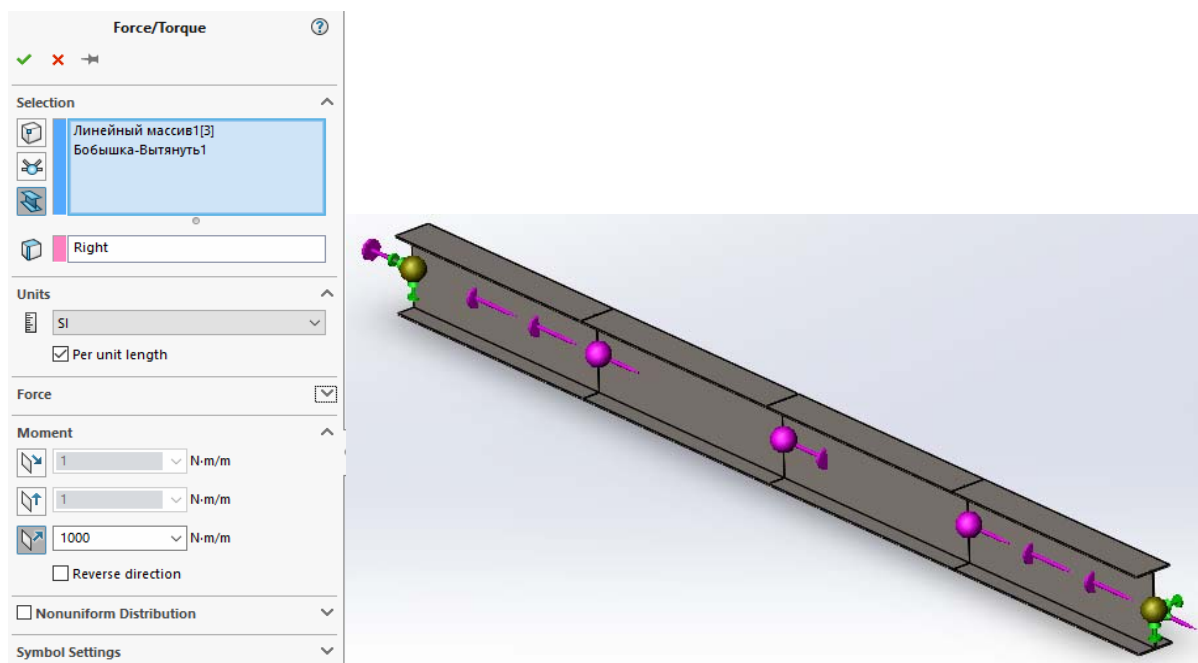 Force/Torque
Selection
Линейный массив1[3]
Бобышка-Вытянуть1
Right
Units
SI
Per unit length
Force
Moment
1 N·m/m
1 N·m/m
1000 N·m/m
Reverse direction
Nonuniform Distribution
Symbol Settings